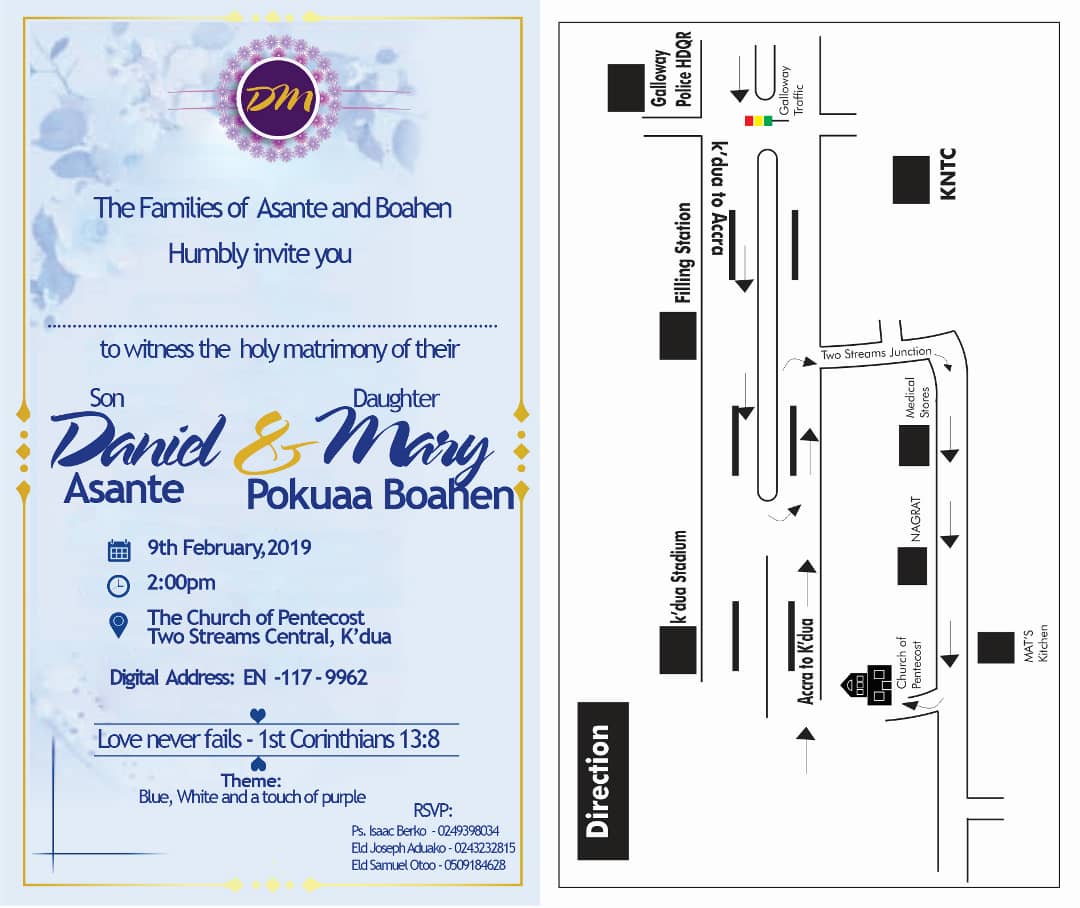 DM
The Families of Asante and Boahen
Humbly invite you
to witness the holy matrimony of their
Son
Daughter
Daniel & Mary
Asante
Pokuaa Boahen
9th February,2019
2:00pm
The Church of Pentecost
Two Streams Central, K'dua
Digital Address: EN -117 - 9962
Love never fails - 1st Corinthians 13:8
Theme:
Blue, White and a touch of purple
RSVP:
Ps. Isaac Berko - 0249398034
Eld Joseph Aduako - 0243232815
Eld Samuel Otoo - 0509184628
Direction
Galloway
Police HDQR
Galloway
Traffic
k'dua to Accra
KNTC
Filling Station
Two Streams Junction
Medical
Stores
NAGRAT
k'dua Stadium
Accra to K'dua
Church of
Pentecost
MAT'S
Kitchen